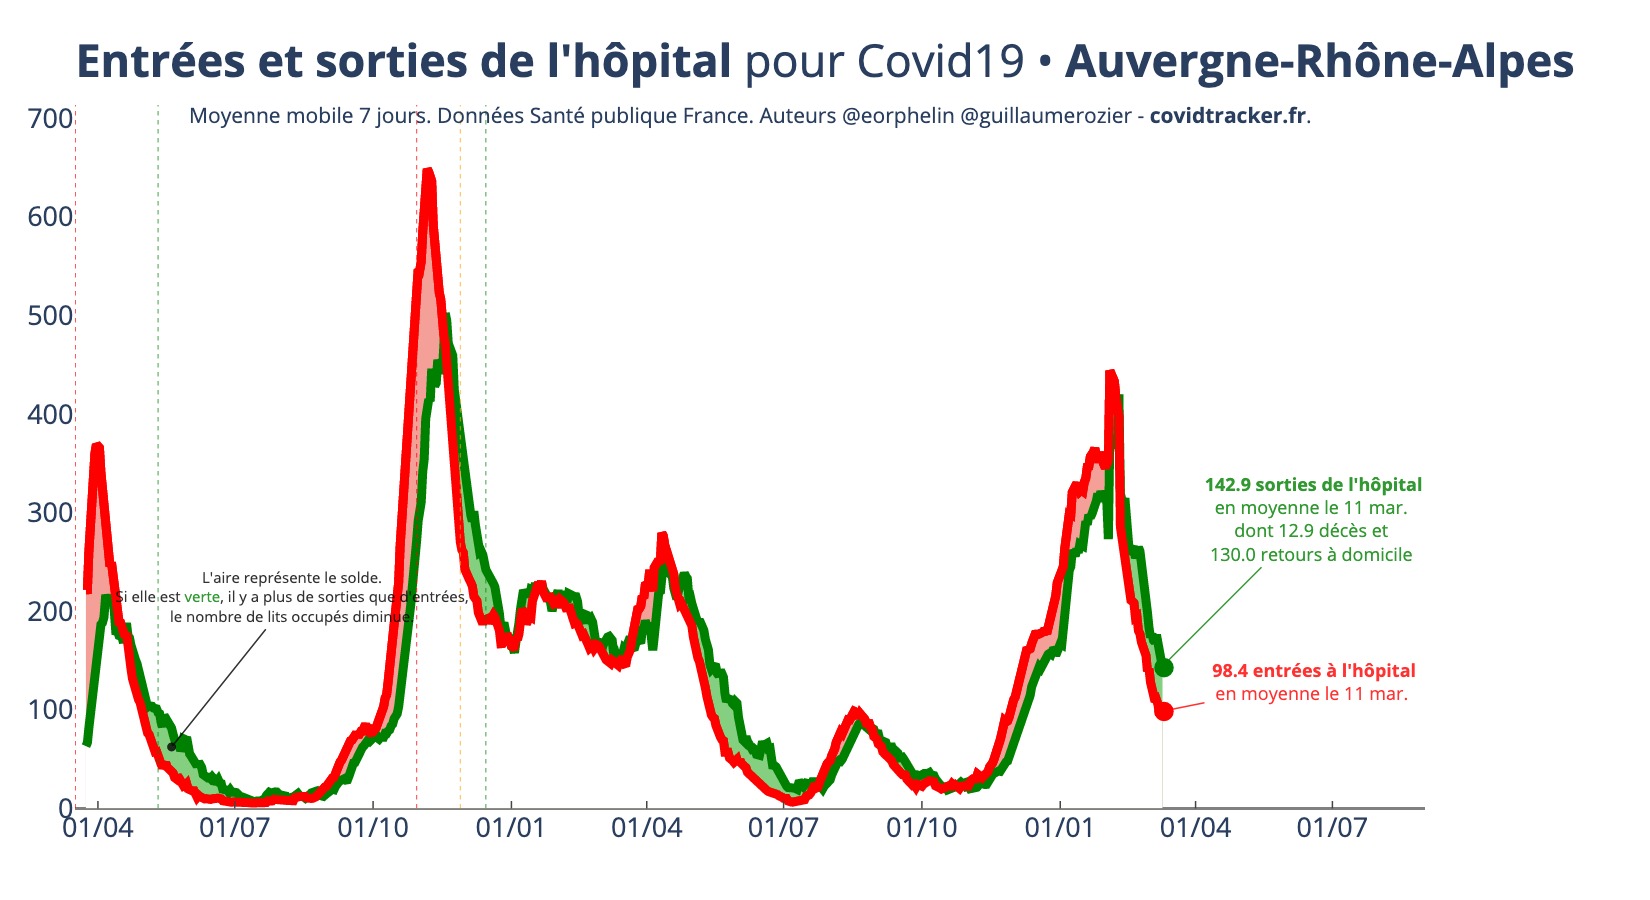 Entrées et sorties de l'hôpital pour Covid19 • Auvergne-Rhône-Alpes
Moyenne mobile 7 jours. Données Santé publique France. Auteurs @eorphelin @guillaumerozier - covidtracker.fr.
700
600
500
400
300
200
100
0
142.9 sorties de l'hôpital
en moyenne le 11 mar.
dont 12.9 décès et
130.0 retours à domicile
L'aire représente le solde.
Si elle est verte, il y a plus de sorties que d'entrées,
le nombre de lits occupés diminue.
98.4 entrées à l'hôpital
en moyenne le 11 mar.
01/04 01/07 01/10 01/01 01/04 01/07 01/10 01/01 01/04 01/07